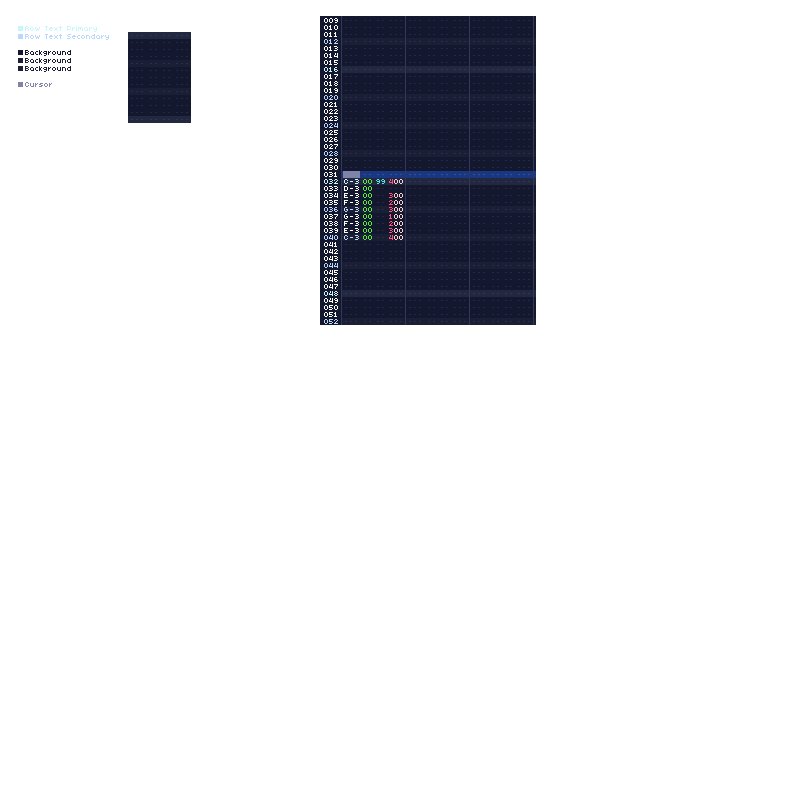 Row Text Primary
Row Text Secondary
Background
Background
Background
Cursor
009
010
011
012
013
014
015
016
017
018
019
020
021
022
023
024
025
026
027
028
029
030
031
032 C-3 00 99 400
033 D-3 00
034 E-3 00 300
035 F-3 00 200
036 G-3 00 300
037 G-3 00 100
038 F-3 00 200
039 E-3 00 300
040 C-3 00 400
041
042
043
044
045
046
047
048
049
050
051
052